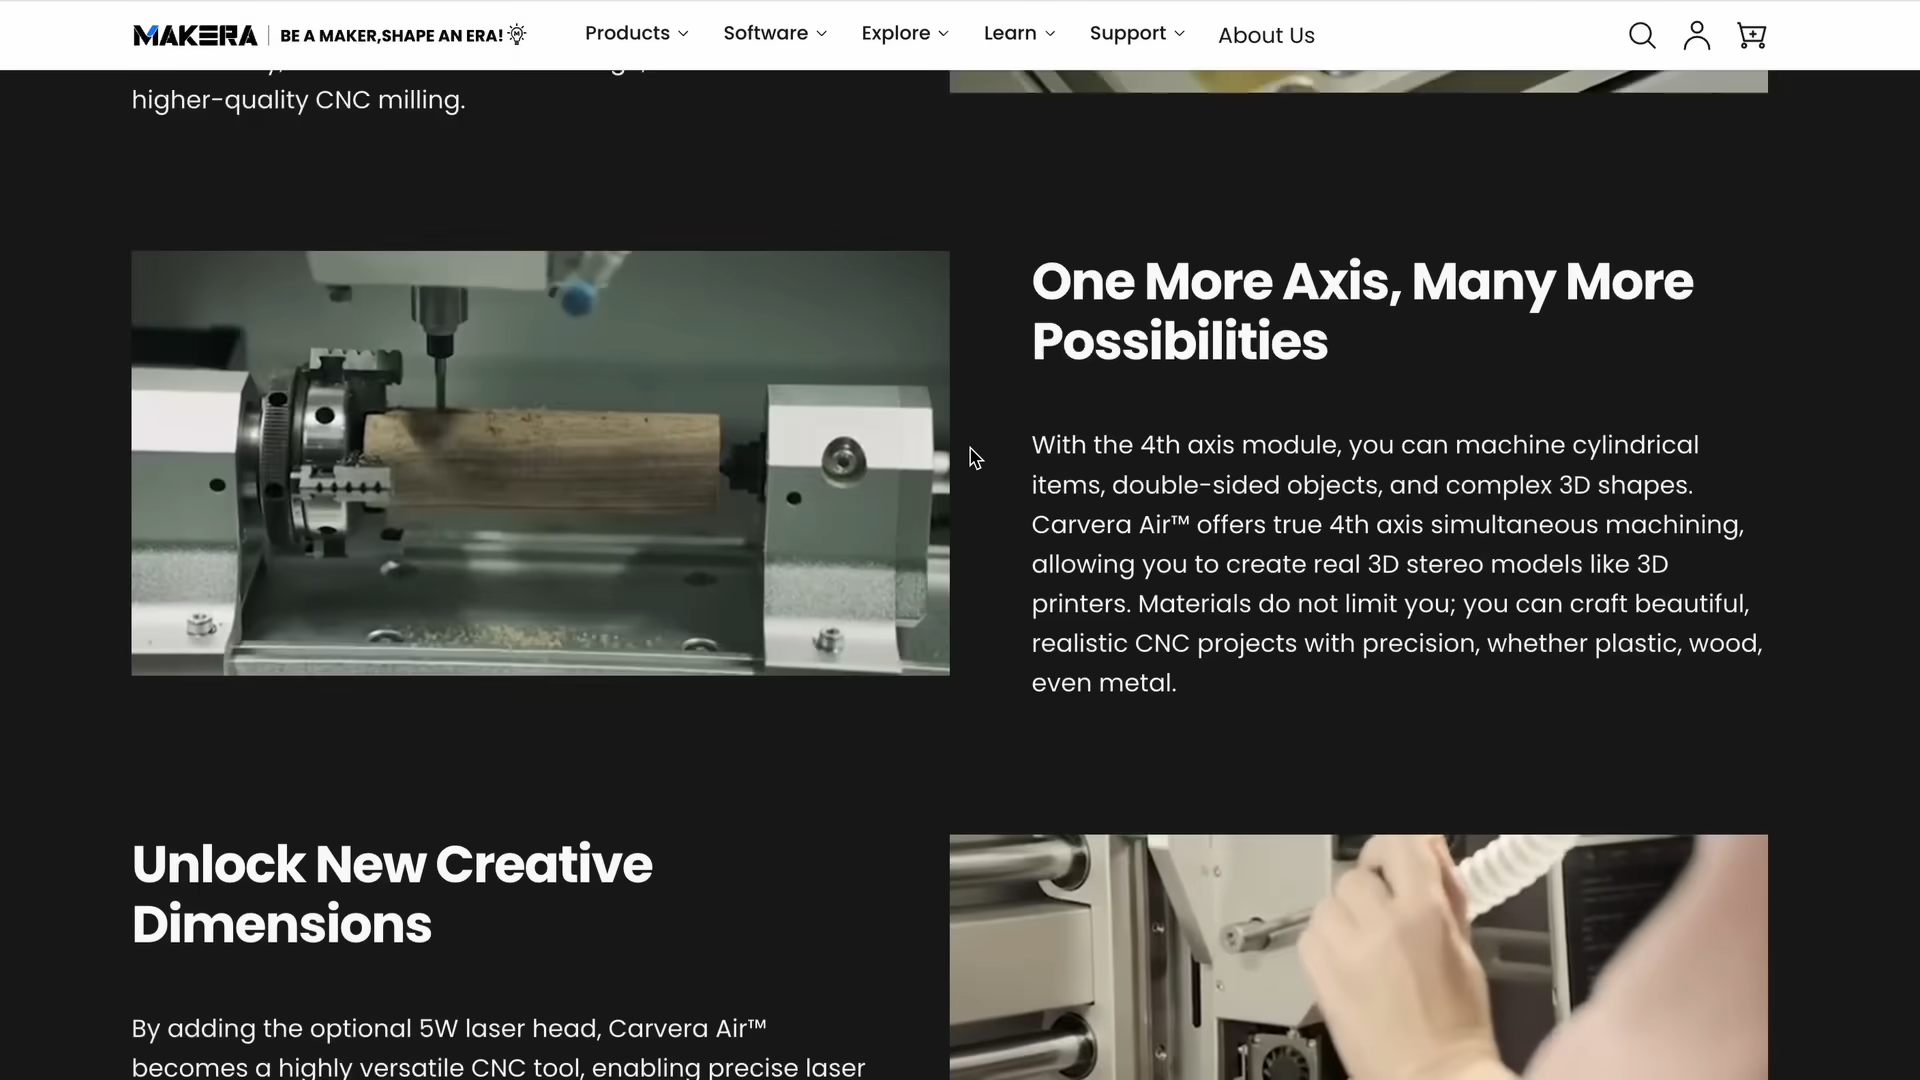 MAKERA
BE A MAKER,SHAPE AN ERA!
Products
Software
Explore
Learn
Support
About Us
higher-quality CNC milling.
One More Axis, Many More
Possibilities
With the 4th axis module, you can machine cylindrical
items, double-sided objects, and complex 3D shapes.
Carvera Air™ offers true 4th axis simultaneous machining,
allowing you to create real 3D stereo models like 3D
printers. Materials do not limit you; you can craft beautiful,
realistic CNC projects with precision, whether plastic, wood,
even metal.
Unlock New Creative
Dimensions
By adding the optional 5W laser head, Carvera Air™
becomes a highly versatile CNC tool, enabling precise laser